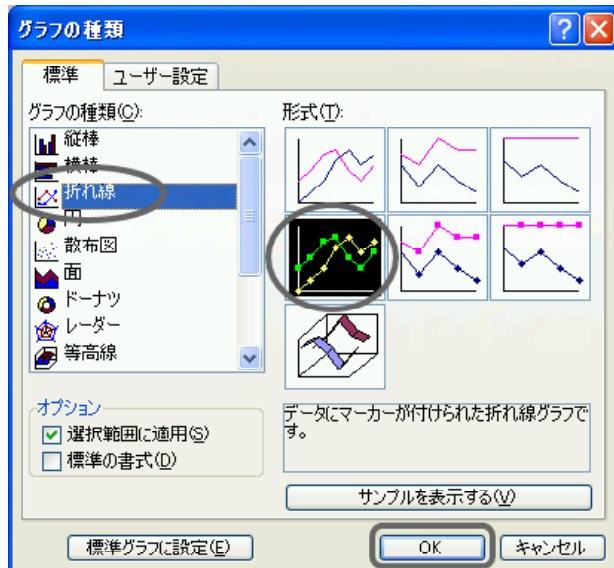 グラフの種類
標準
ユーザー設定
グラフの種類(C):
縦棒
横棒
折れ線
円
散布図
面
ドーナツ
レーダー
等高線
オプション
選択範囲に適用(S)
標準の書式(D)
形式(T):
データにマーカーが付けられた折れ線グラフで
す。
サンプルを表示する(V)
標準グラフに設定(E)
OK
キャンセル